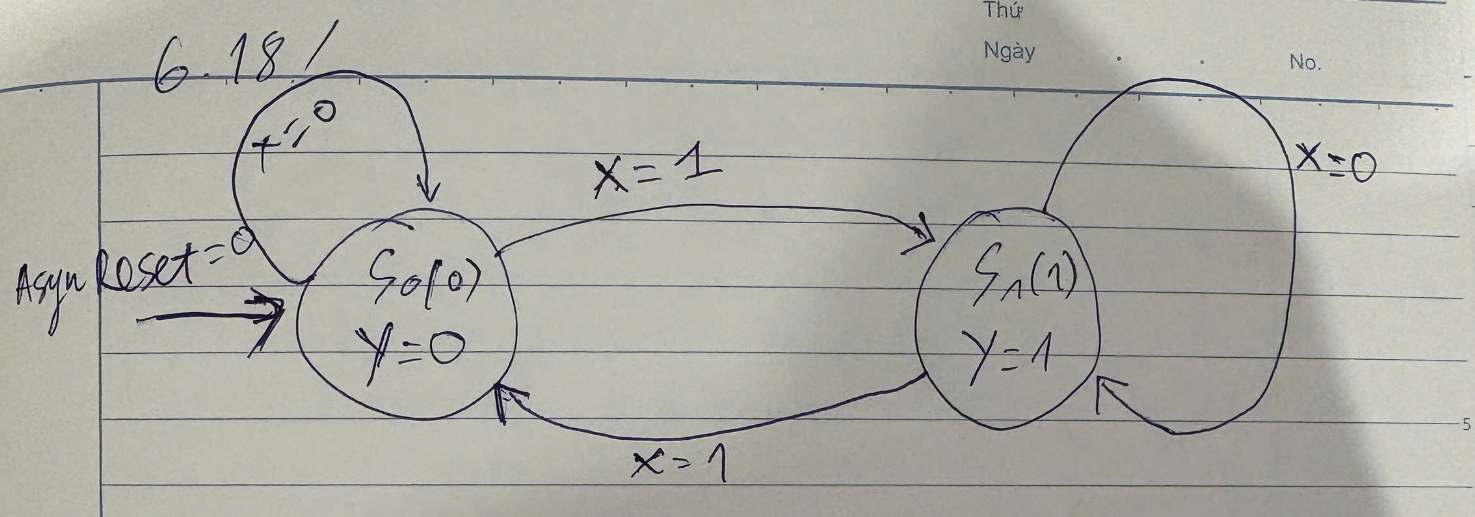 Thứ
Ngày
No.
6.18/
x=0
x=1
x=0
Asyn Reset=0
S0(0)
Y=0
S1(1)
Y=1
x=1
5